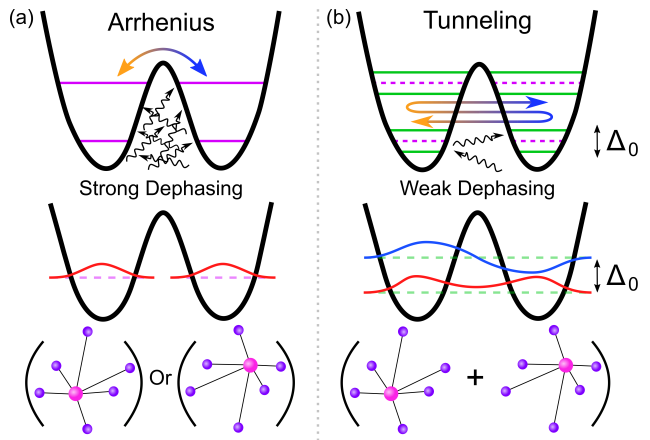 (a) Arrhenius
Strong Dephasing
Or
(b) Tunneling
Δ0
Weak Dephasing
Δ0
+